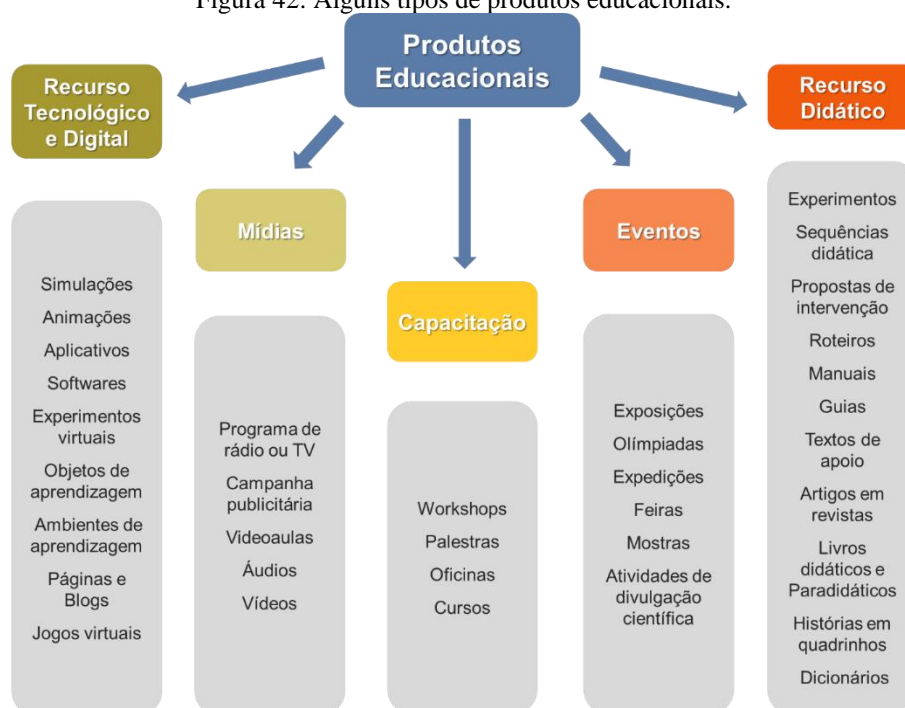 Figura 42: Alguns tipos de produtos educacionais.
Produtos
Educacionais
Recurso
Tecnológico
e Digital
Simulações
Animações
Aplicativos
Softwares
Experimentos
virtuais
Objetos de
aprendizagem
Ambientes de
aprendizagem
Páginas e
Blogs
Jogos virtuais
Mídias
Programa de
rádio ou TV
Campanha
publicitária
Videoaulas
Áudios
Vídeos
Capacitação
Workshops
Palestras
Oficinas
Cursos
Eventos
Exposições
Olímpiadas
Expedições
Feiras
Mostras
Atividades de
divulgação
científica
Recurso
Didático
Experimentos
Sequências
didática
Propostas de
intervenção
Roteiros
Manuais
Guias
Textos de
apoio
Artigos em
revistas
Livros
didáticos e
Paradidáticos
Histórias em
quadrinhos
Dicionários